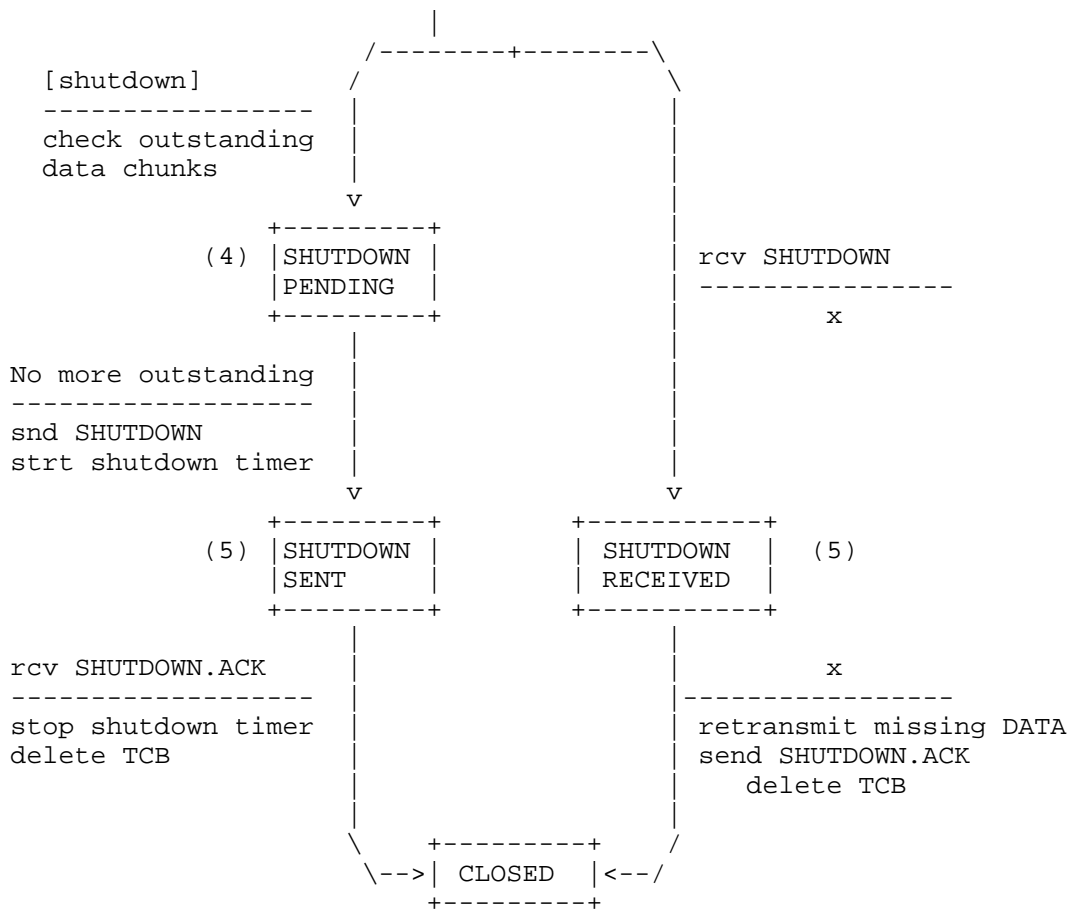 [shutdown]
check outstanding
data chunks
(4) SHUTDOWN rcv SHUTDOWN
PENDING
x
No more outstanding
snd SHUTDOWN
strt shutdown timer
(5) SHUTDOWN SHUTDOWN (5)
SENT RECEIVED
rcv SHUTDOWN.ACK x
stop shutdown timer retransmit missing DATA
delete TCB send SHUTDOWN.ACK
delete TCB
CLOSED